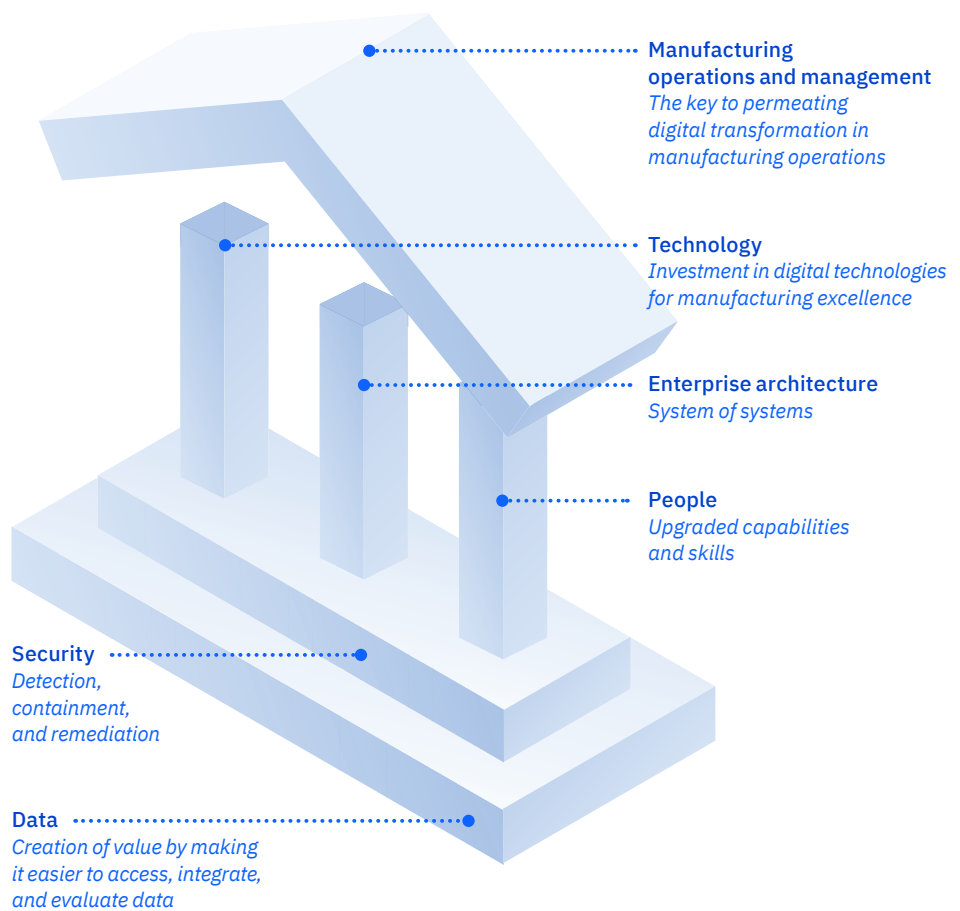 Manufacturing
operations and management
The key to permeating
digital transformation in
manufacturing operations
Technology
Investment in digital technologies
for manufacturing excellence
Enterprise architecture
System of systems
People
Upgraded capabilities
and skills
Security
Detection,
containment,
and remediation
Data
Creation of value by making
it easier to access, integrate,
and evaluate data